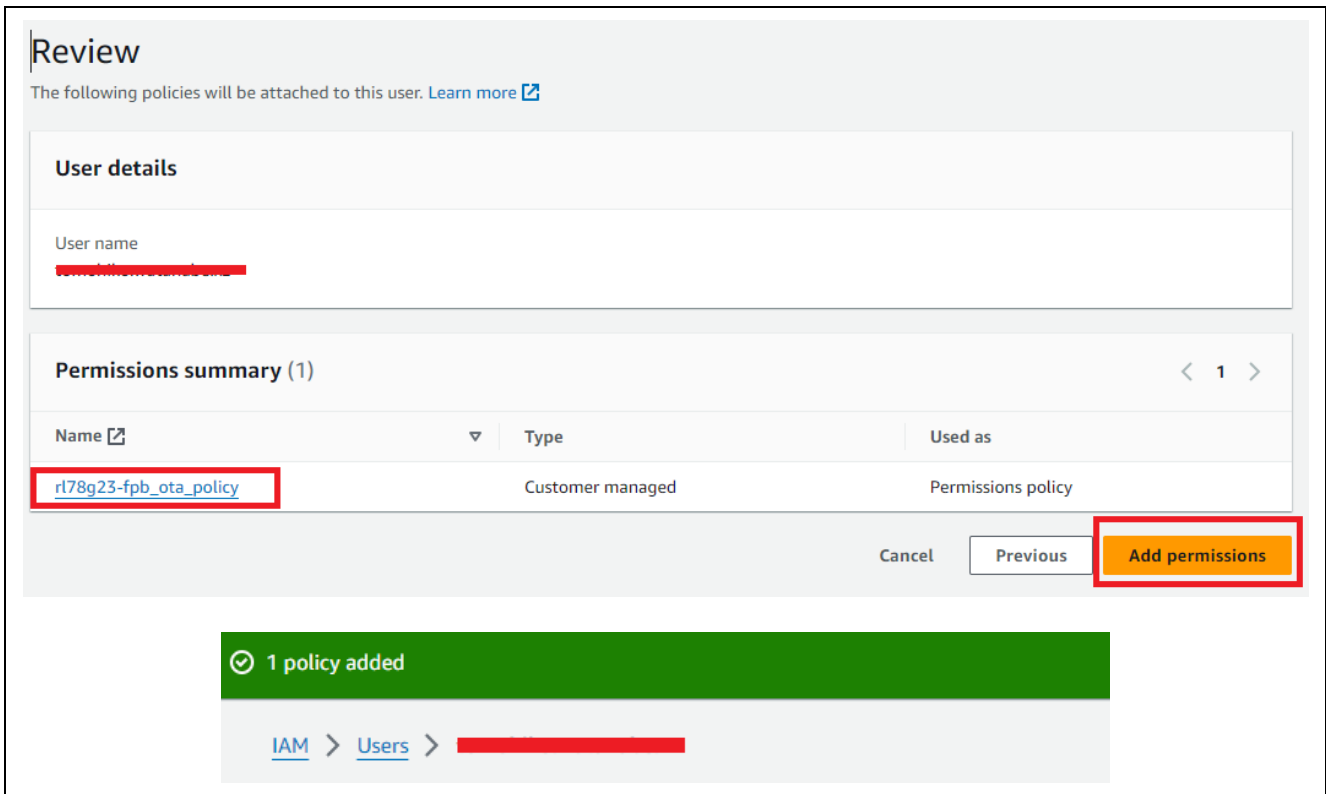 Review
The following policies will be attached to this user. Learn more
User details
User name
Permissions summary (1)
1
Name Type Used as
rl78g23-fpb_ota_policy Customer managed Permissions policy
Cancel Previous Add permissions
1 policy added
IAM > Users >